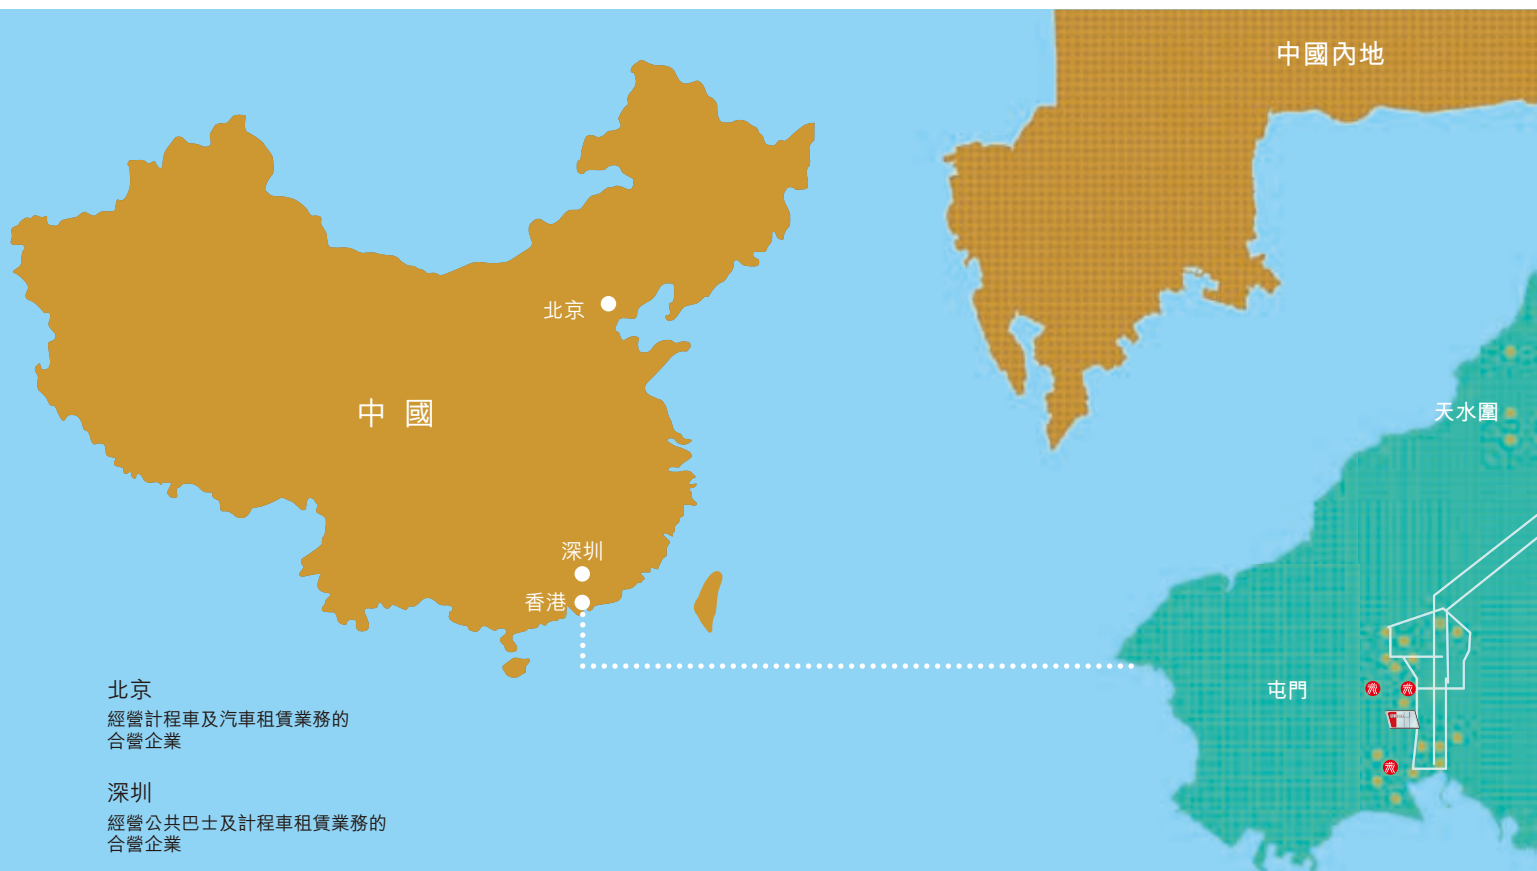 中國內地
北京
天水圍
中 國
深圳
香港
屯門
北京
經營計程車及汽車租賃業務的
合營企業
深圳
經營公共巴士及計程車租賃業務的
合營企業